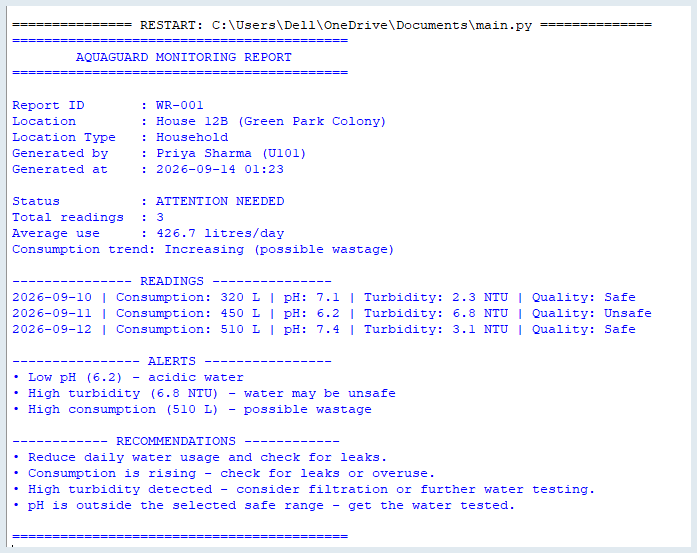 =============== RESTART: C:\Users\Dell\OneDrive\Documents\main.py ==============
==========================================
AQUAGUARD MONITORING REPORT
==========================================
Report ID : WR-001
Location : House 12B (Green Park Colony)
Location Type : Household
Generated by : Priya Sharma (U101)
Generated at : 2026-09-14 01:23
Status : ATTENTION NEEDED
Total readings : 3
Average use : 426.7 litres/day
Consumption trend: Increasing (possible wastage)
--------------- READINGS ---------------
2026-09-10 | Consumption: 320 L | pH: 7.1 | Turbidity: 2.3 NTU | Quality: Safe
2026-09-11 | Consumption: 450 L | pH: 6.2 | Turbidity: 6.8 NTU | Quality: Unsafe
2026-09-12 | Consumption: 510 L | pH: 7.4 | Turbidity: 3.1 NTU | Quality: Safe
---------------- ALERTS ----------------
• Low pH (6.2) - acidic water
• High turbidity (6.8 NTU) - water may be unsafe
• High consumption (510 L) - possible wastage
------------ RECOMMENDATIONS ------------
• Reduce daily water usage and check for leaks.
• Consumption is rising - check for leaks or overuse.
• High turbidity detected - consider filtration or further water testing.
• pH is outside the selected safe range - get the water tested.
==========================================